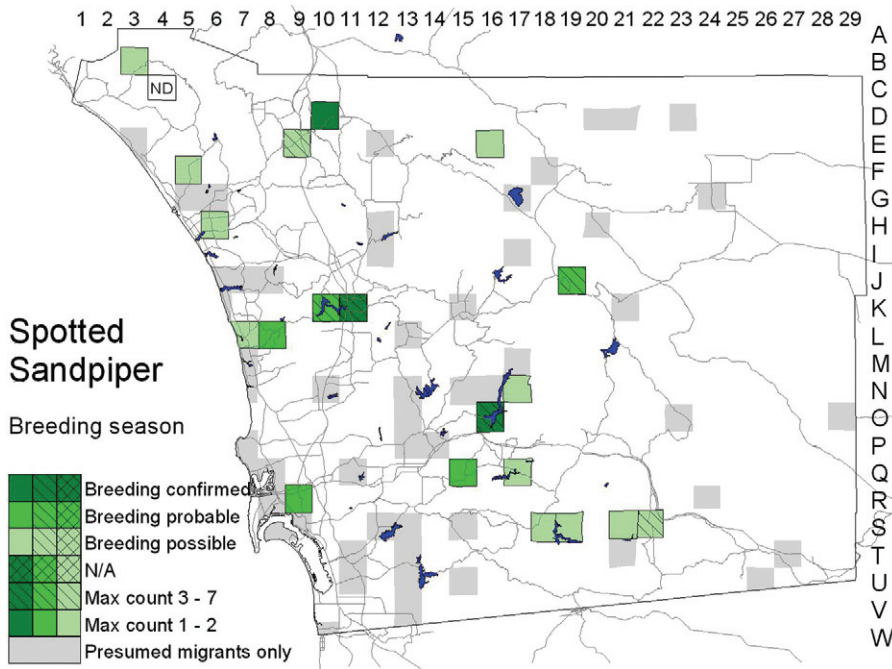 1 2 3 4 5 6 7 8 9 10 11 12 13 14 15 16 17 18 19 20 21 22 23 24 25 26 27 28 29
A
B
C
D
E
F
G
H
I
J
K
L
M
N
O
P
Q
R
S
T
U
V
W
ND
Spotted
Sandpiper
Breeding season
Breeding confirmed
Breeding probable
Breeding possible
N/A
Max count 3 - 7
Max count 1 - 2
Presumed migrants only